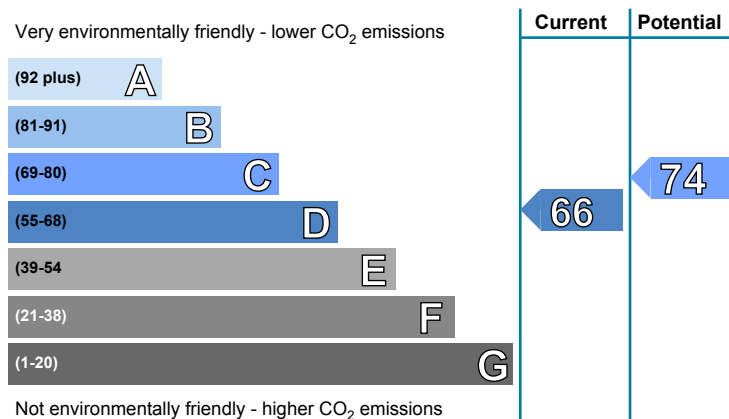 Current Potential
Very environmentally friendly - lower CO2 emissions
(92 plus) A
(81-91) B
(69-80) C
74
(55-68) D
66
(39-54 E
(21-38) F
(1-20) G
Not environmentally friendly - higher CO2 emissions